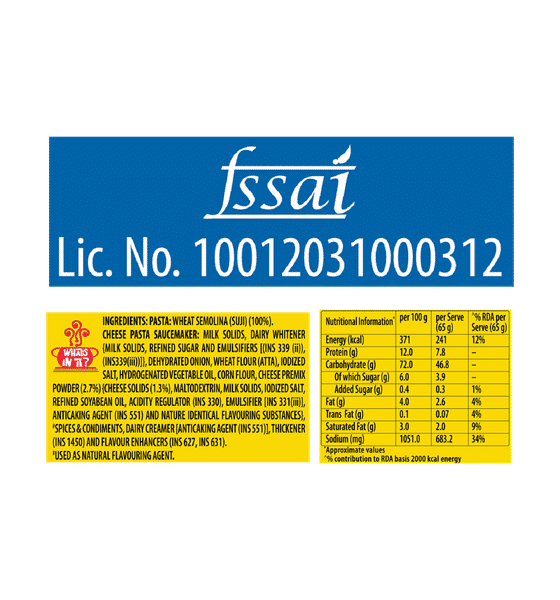 fssai
Lic. No. 10012031000312
WHAT'S
IN IT?
INGREDIENTS: PASTA: WHEAT SEMOLINA (SUJI) (100%).
CHEESE PASTA SAUCEMAKER: MILK SOLIDS, DAIRY WHITENER
{MILK SOLIDS, REFINED SUGAR AND EMULSIFIERS [(INS 339 (ii)),
(INS339(iii))]}, DEHYDRATED ONION, WHEAT FLOUR (ATTA), IODIZED
SALT, HYDROGENATED VEGETABLE OIL, CORN FLOUR, CHEESE PREMIX
POWDER (2.7%) {CHEESE SOLIDS (1.3%), MALTODEXTRIN, MILK SOLIDS, IODIZED SALT,
REFINED SOYABEAN OIL, ACIDITY REGULATOR (INS 330), EMULSIFIER [INS 331(iii)],
ANTICAKING AGENT (INS 551) AND NATURE IDENTICAL FLAVOURING SUBSTANCES},
#SPICES & CONDIMENTS, DAIRY CREAMER [ANTICAKING AGENT (INS 551)], THICKENER
(INS 1450) AND FLAVOUR ENHANCERS (INS 627, INS 631).
#USED AS NATURAL FLAVOURING AGENT.
Nutritional Information* per 100 g per Serve (65 g) ^% RDA per Serve (65 g)
Energy (kcal) 371 241 12%
Protein (g) 12.0 7.8 –
Carbohydrate (g) 72.0 46.8 –
Of which Sugar (g) 6.0 3.9 –
Added Sugar (g) 0.4 0.3 1%
Fat (g) 4.0 2.6 4%
Trans Fat (g) 0.1 0.07 4%
Saturated Fat (g) 3.0 2.0 9%
Sodium (mg) 1051.0 683.2 34%
*Approximate values
^% contribution to RDA basis 2000 kcal energy